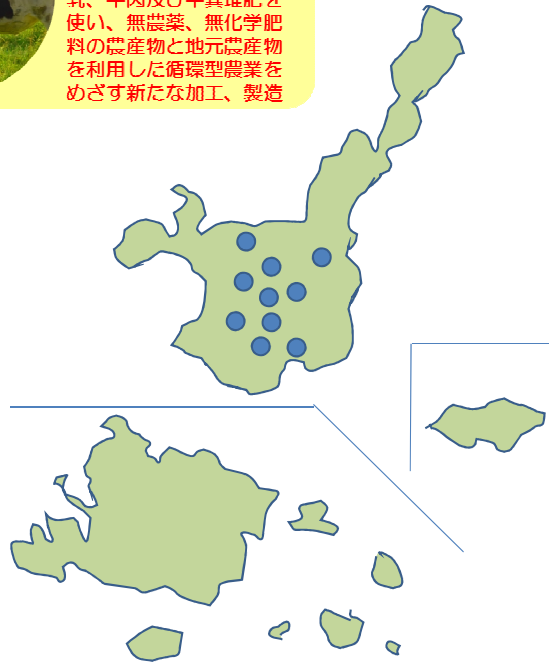 乳、牛肉及び牛糞堆肥を
使い、無農薬、無化学肥
料の農産物と地元農産物
を利用した循環型農業を
めざす新たな加工、製造